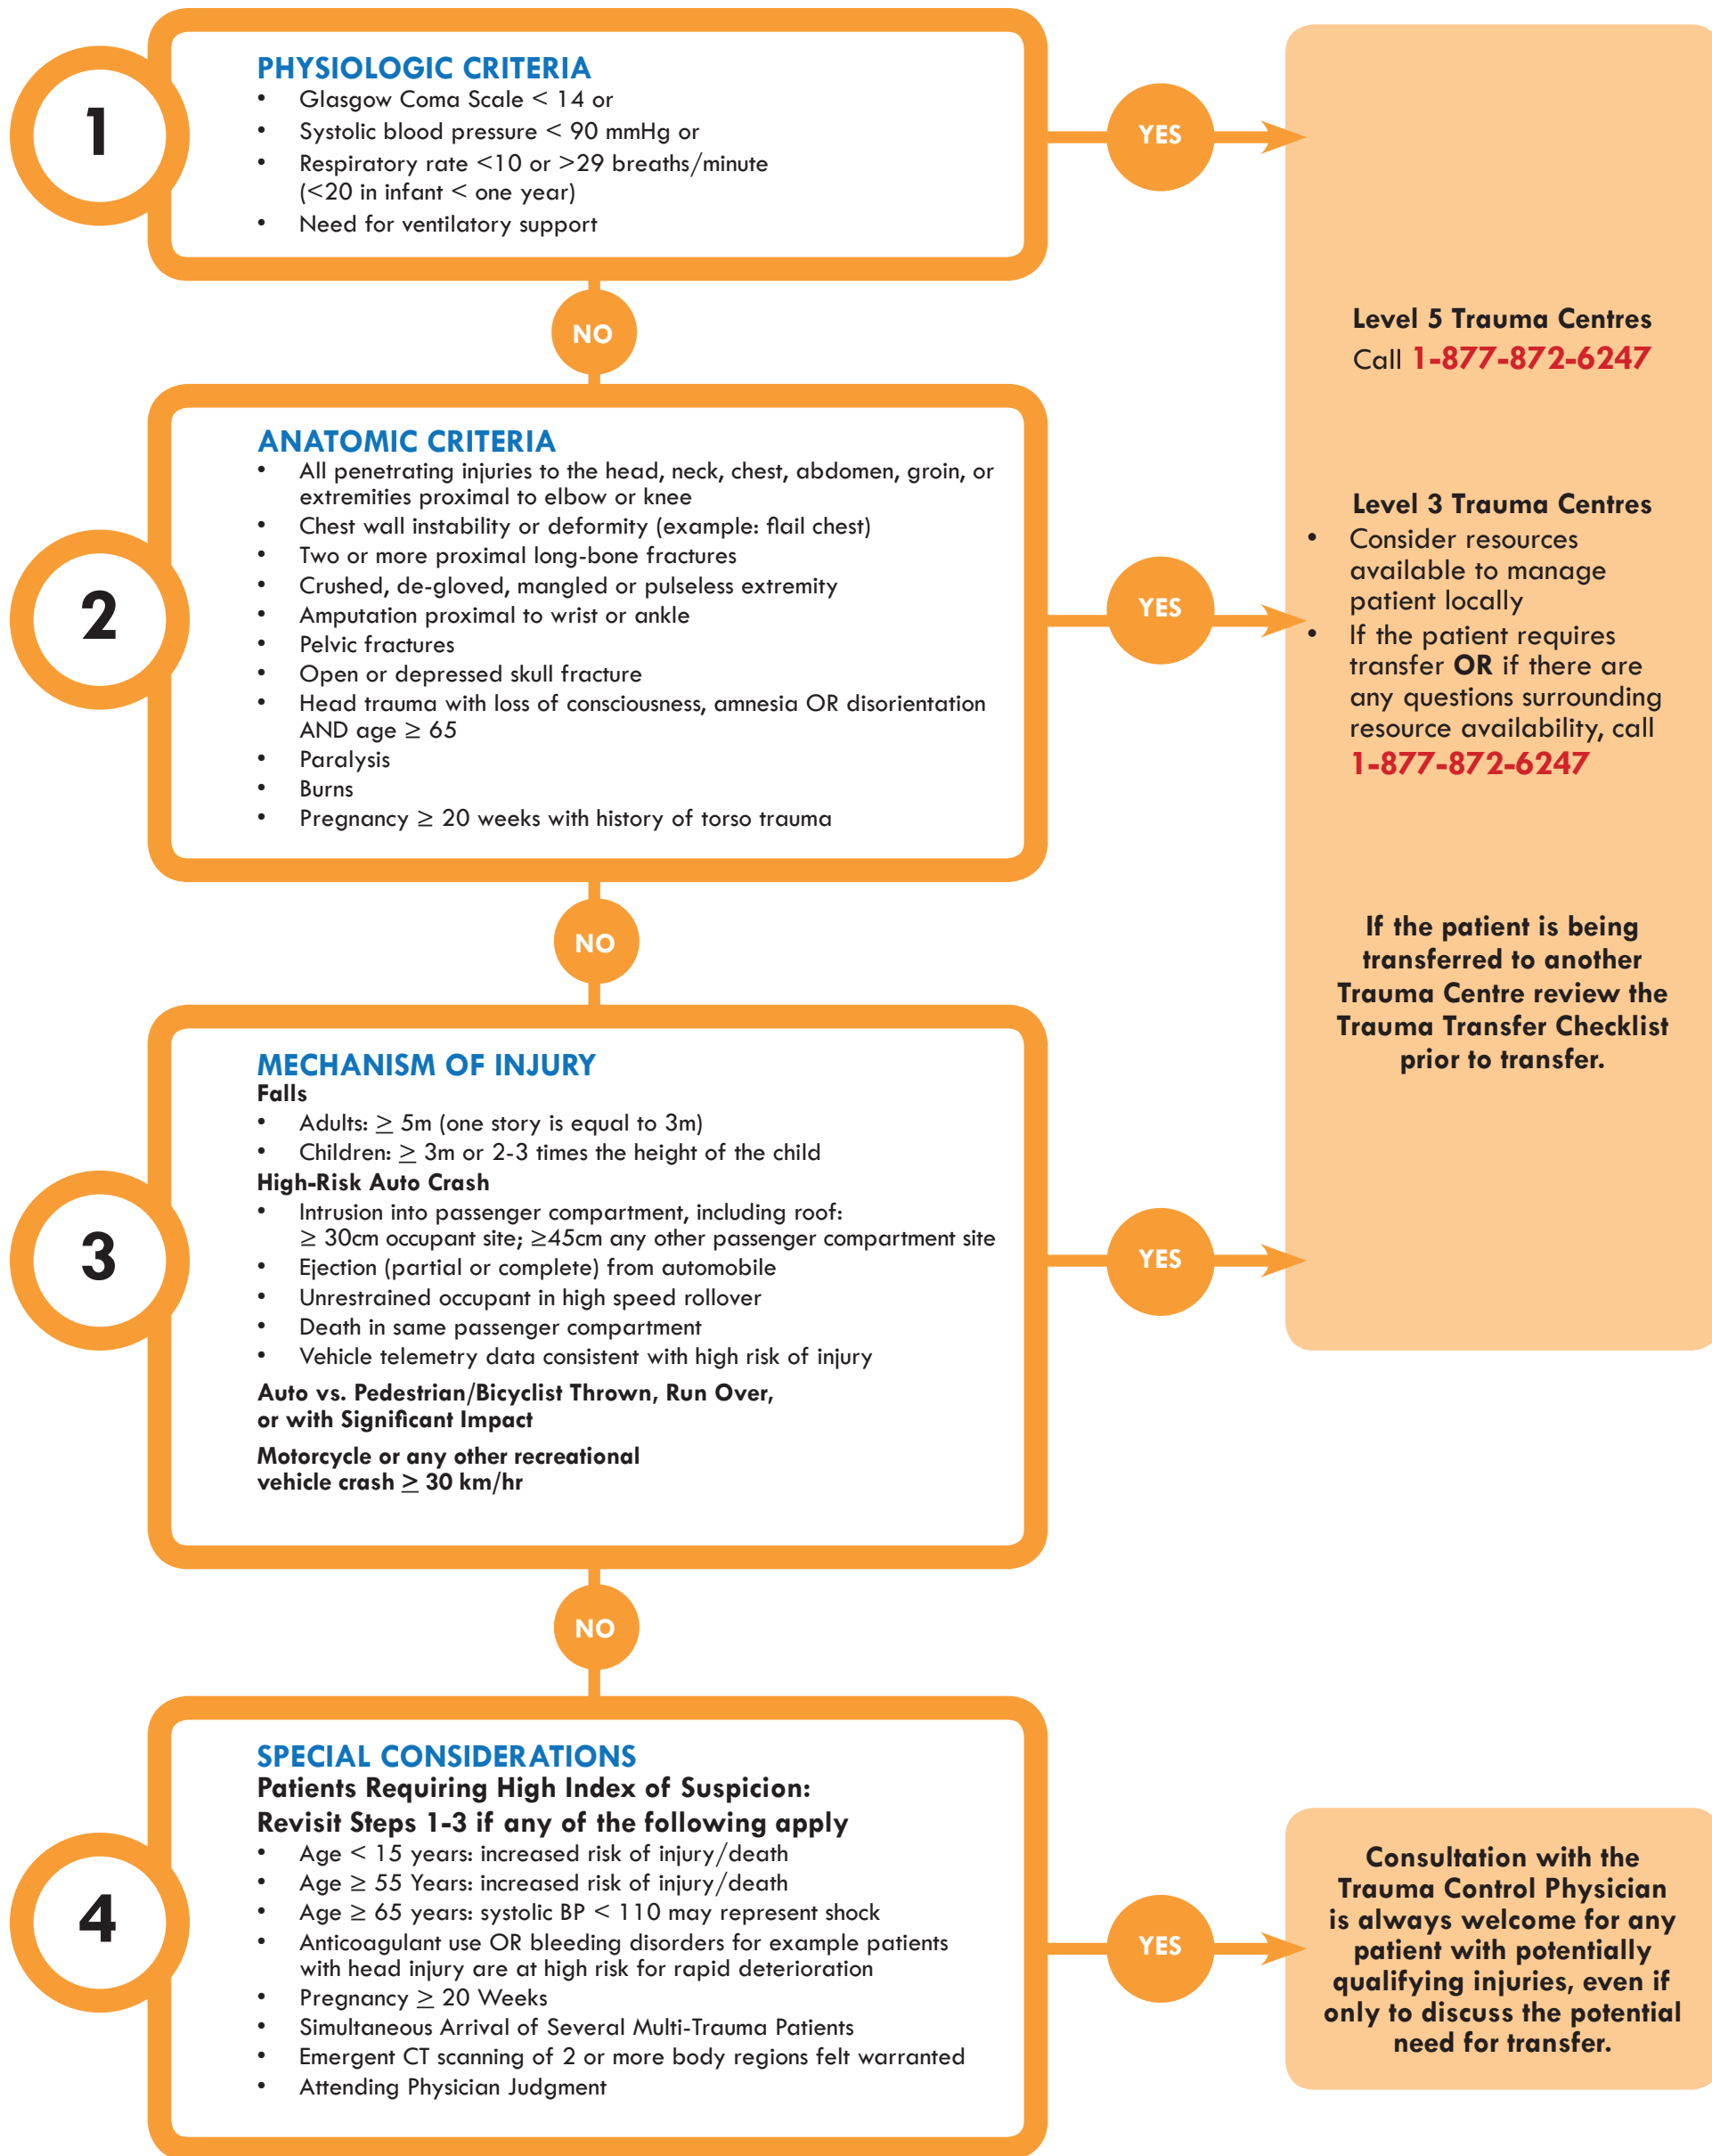 1
PHYSIOLOGIC CRITERIA
• Glasgow Coma Scale < 14 or
• Systolic blood pressure < 90 mmHg or
• Respiratory rate <10 or >29 breaths/minute
(<20 in infant < one year)
• Need for ventilatory support
YES
NO
2
ANATOMIC CRITERIA
• All penetrating injuries to the head, neck, chest, abdomen, groin, or
extremities proximal to elbow or knee
• Chest wall instability or deformity (example: flail chest)
• Two or more proximal long-bone fractures
• Crushed, de-gloved, mangled or pulseless extremity
• Amputation proximal to wrist or ankle
• Pelvic fractures
• Open or depressed skull fracture
• Head trauma with loss of consciousness, amnesia OR disorientation
AND age ≥ 65
• Paralysis
• Burns
• Pregnancy ≥ 20 weeks with history of torso trauma
YES
NO
3
MECHANISM OF INJURY
Falls
• Adults: ≥ 5m (one story is equal to 3m)
• Children: ≥ 3m or 2-3 times the height of the child
High-Risk Auto Crash
• Intrusion into passenger compartment, including roof:
≥ 30cm occupant site; ≥45cm any other passenger compartment site
• Ejection (partial or complete) from automobile
• Unrestrained occupant in high speed rollover
• Death in same passenger compartment
• Vehicle telemetry data consistent with high risk of injury
Auto vs. Pedestrian/Bicyclist Thrown, Run Over,
or with Significant Impact
Motorcycle or any other recreational
vehicle crash ≥ 30 km/hr
YES
Level 5 Trauma Centres
Call 1-877-872-6247
Level 3 Trauma Centres
• Consider resources
available to manage
patient locally
• If the patient requires
transfer OR if there are
any questions surrounding
resource availability, call
1-877-872-6247
If the patient is being
transferred to another
Trauma Centre review the
Trauma Transfer Checklist
prior to transfer.
NO
4
SPECIAL CONSIDERATIONS
Patients Requiring High Index of Suspicion:
Revisit Steps 1-3 if any of the following apply
• Age < 15 years: increased risk of injury/death
• Age ≥ 55 Years: increased risk of injury/death
• Age ≥ 65 years: systolic BP < 110 may represent shock
• Anticoagulant use OR bleeding disorders for example patients
with head injury are at high risk for rapid deterioration
• Pregnancy ≥ 20 Weeks
• Simultaneous Arrival of Several Multi-Trauma Patients
• Emergent CT scanning of 2 or more body regions felt warranted
• Attending Physician Judgment
YES
Consultation with the
Trauma Control Physician
is always welcome for any
patient with potentially
qualifying injuries, even if
only to discuss the potential
need for transfer.